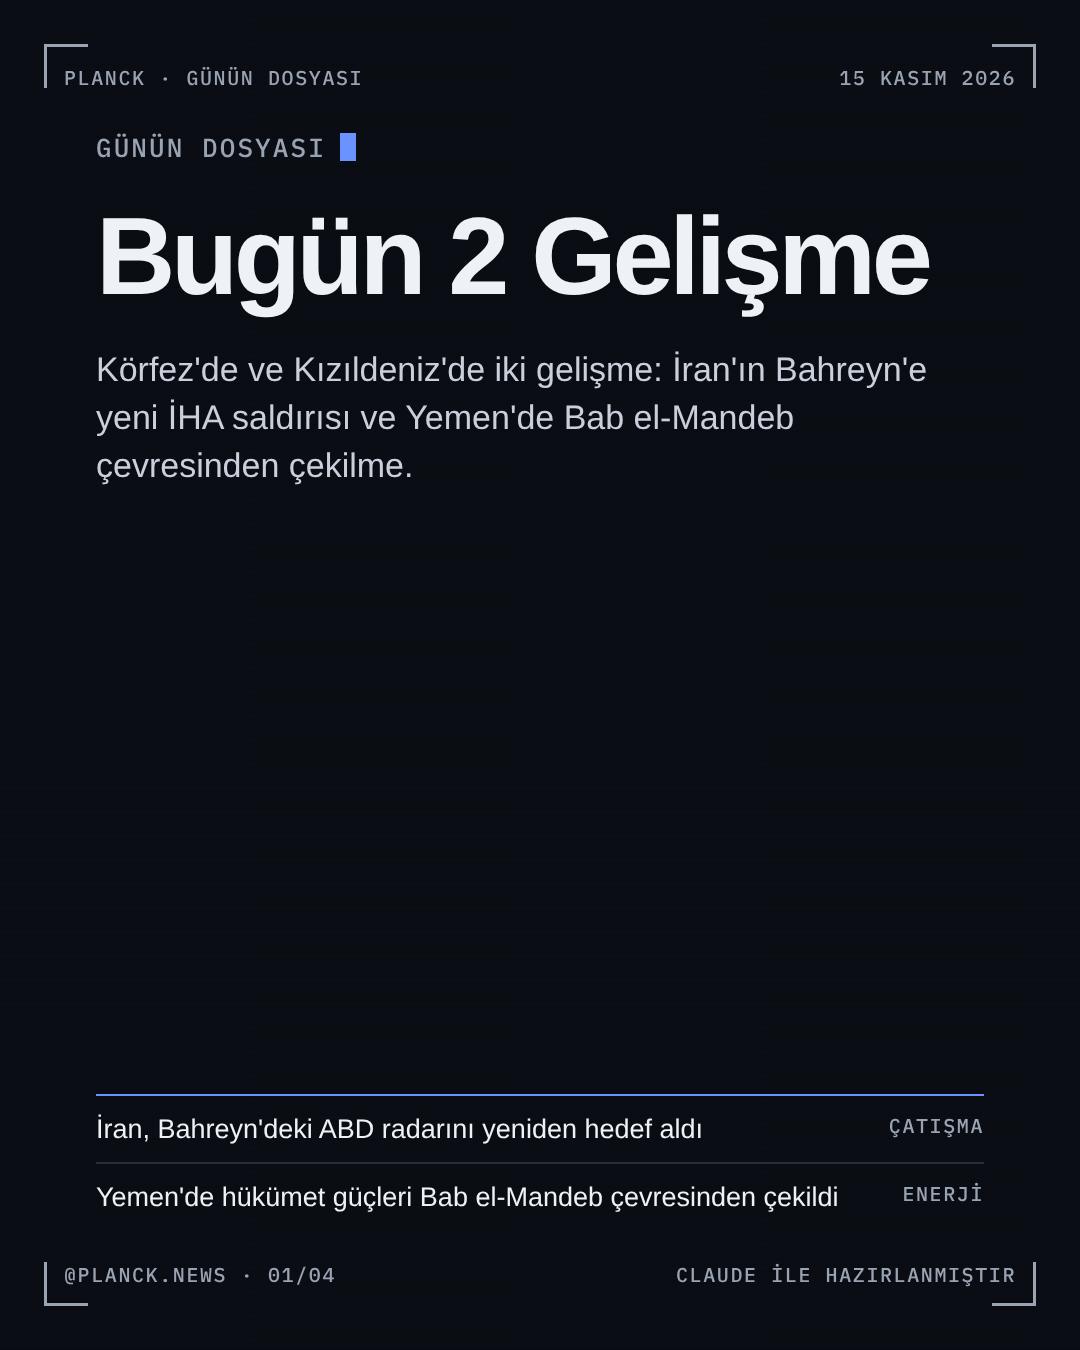 PLANCK · GÜNÜN DOSYASI
15 KASIM 2026
GÜNÜN DOSYASI
Bugün 2 Gelişme
Körfez'de ve Kızıldeniz'de iki gelişme: İran'ın Bahreyn'e
yeni İHA saldırısı ve Yemen'de Bab el-Mandeb
çevresinden çekilme.
İran, Bahreyn'deki ABD radarını yeniden hedef aldı
ÇATIŞMA
Yemen'de hükümet güçleri Bab el-Mandeb çevresinden çekildi
ENERJİ
@PLANCK.NEWS · 01/04
CLAUDE İLE HAZIRLANMIŞTIR